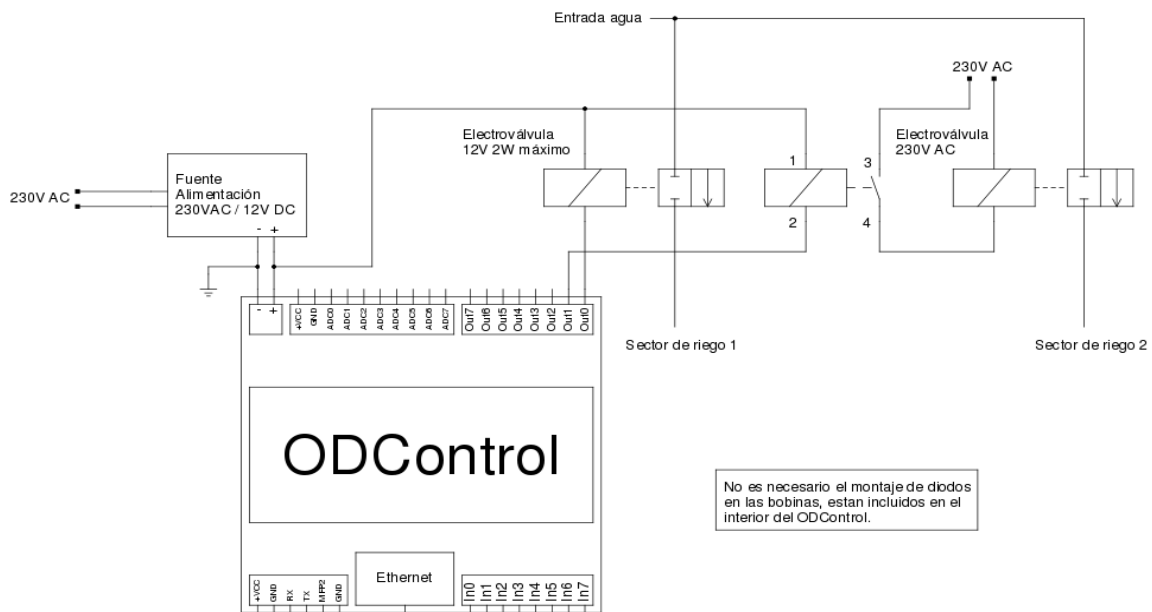 Entrada agua
230V AC
Electroválvula
12V 2W máximo
1
3
Electroválvula
230V AC
Fuente
Alimentación
230VAC / 12V DC
230V AC
2
4
- +
- +
+VCC GND ADC0 ADC1 ADC2 ADC3 ADC4 ADC5 ADC6 ADC7
Out7 Out6 Out5 Out4 Out3 Out2 Out1 Out0
Sector de riego 1
Sector de riego 2
ODControl
No es necesario el montaje de diodos
en las bobinas, estan incluidos en el
interior del ODControl.
+VCC GND RX TX MFP2 GND
Ethernet
In0 In1 In2 In3 In4 In5 In6 In7